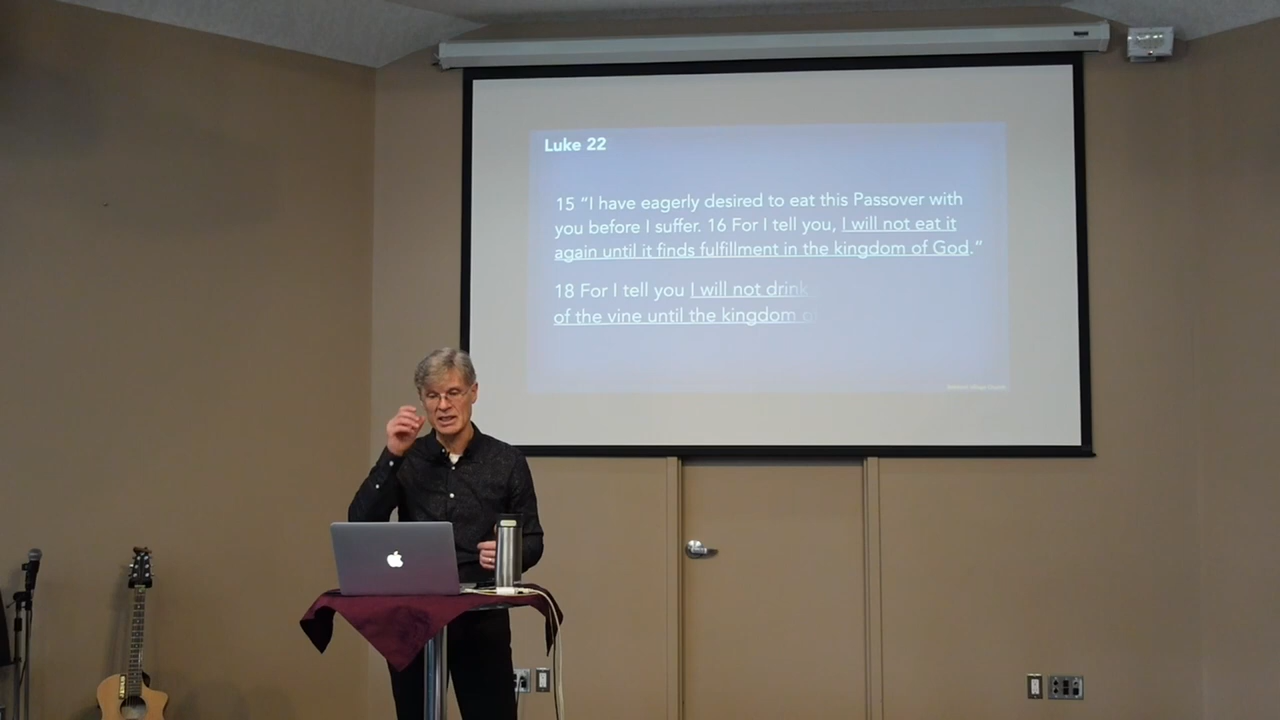 Luke 22
15 “I have eagerly desired to eat this Passover with
you before I suffer. 16 For I tell you, I will not eat it
again until it finds fulfillment in the kingdom of God.”
18 For I tell you I will not drink
of the vine until the kingdom o